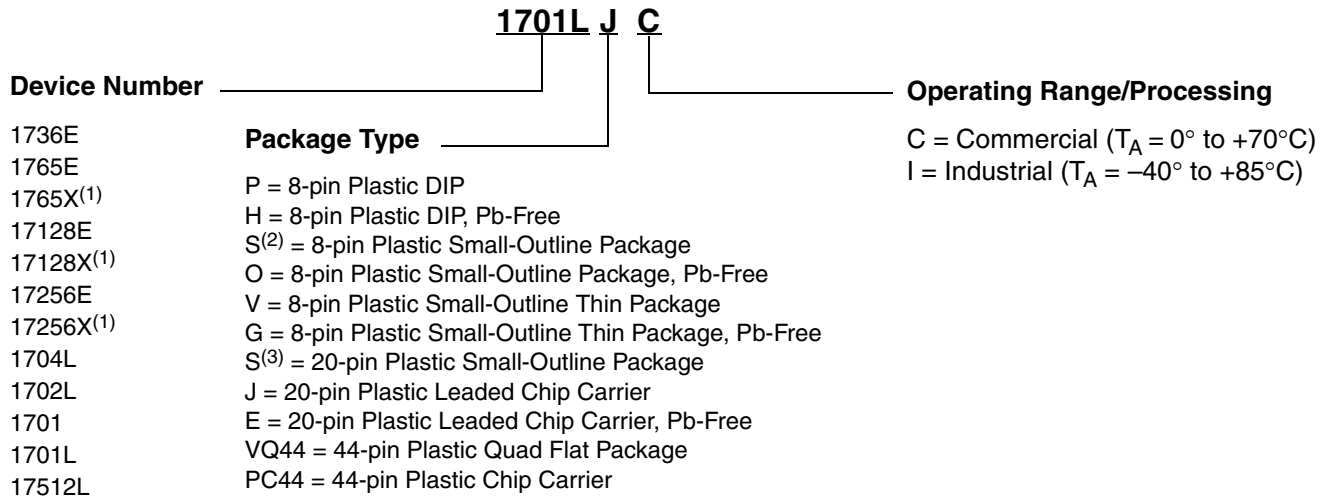 1701L J C
Device Number
1736E
1765E
1765X(1)
17128E
17128X(1)
17256E
17256X(1)
1704L
1702L
1701
1701L
17512L
Package Type
P = 8-pin Plastic DIP
H = 8-pin Plastic DIP, Pb-Free
S(2) = 8-pin Plastic Small-Outline Package
O = 8-pin Plastic Small-Outline Package, Pb-Free
V = 8-pin Plastic Small-Outline Thin Package
G = 8-pin Plastic Small-Outline Thin Package, Pb-Free
S(3) = 20-pin Plastic Small-Outline Package
J = 20-pin Plastic Leaded Chip Carrier
E = 20-pin Plastic Leaded Chip Carrier, Pb-Free
VQ44 = 44-pin Plastic Quad Flat Package
PC44 = 44-pin Plastic Chip Carrier
Operating Range/Processing
C = Commercial (TA = 0° to +70°C)
I = Industrial (TA = –40° to +85°C)